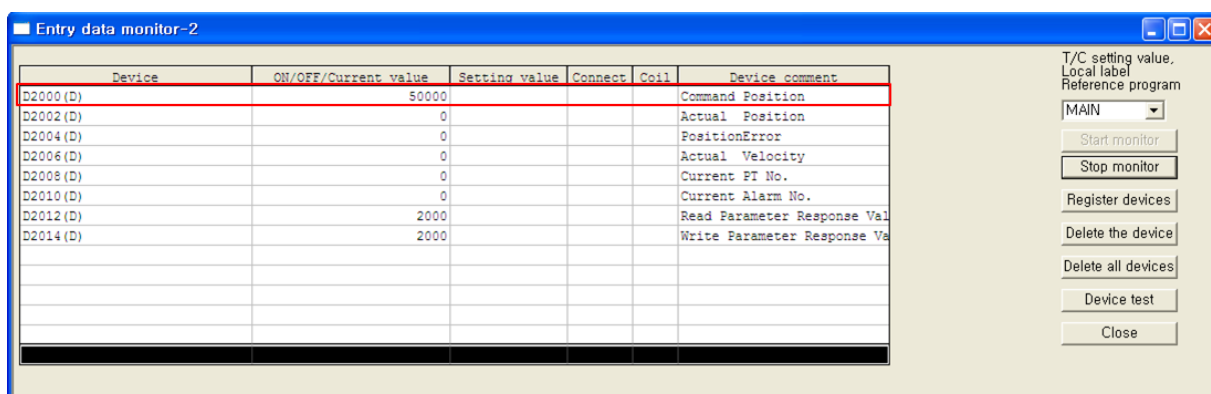 Entry data monitor-2
T/C setting value,
Local label
Reference program
MAIN
Start monitor
Stop monitor
Register devices
Delete the device
Delete all devices
Device test
Close
Device ON/OFF/Current value Setting value Connect Coil Device comment
D2000(D) 50000 Command Position
D2002(D) 0 Actual Position
D2004(D) 0 PositionError
D2006(D) 0 Actual Velocity
D2008(D) 0 Current PT No.
D2010(D) 0 Current Alarm No.
D2012(D) 2000 Read Parameter Response Val
D2014(D) 2000 Write Parameter Response Va